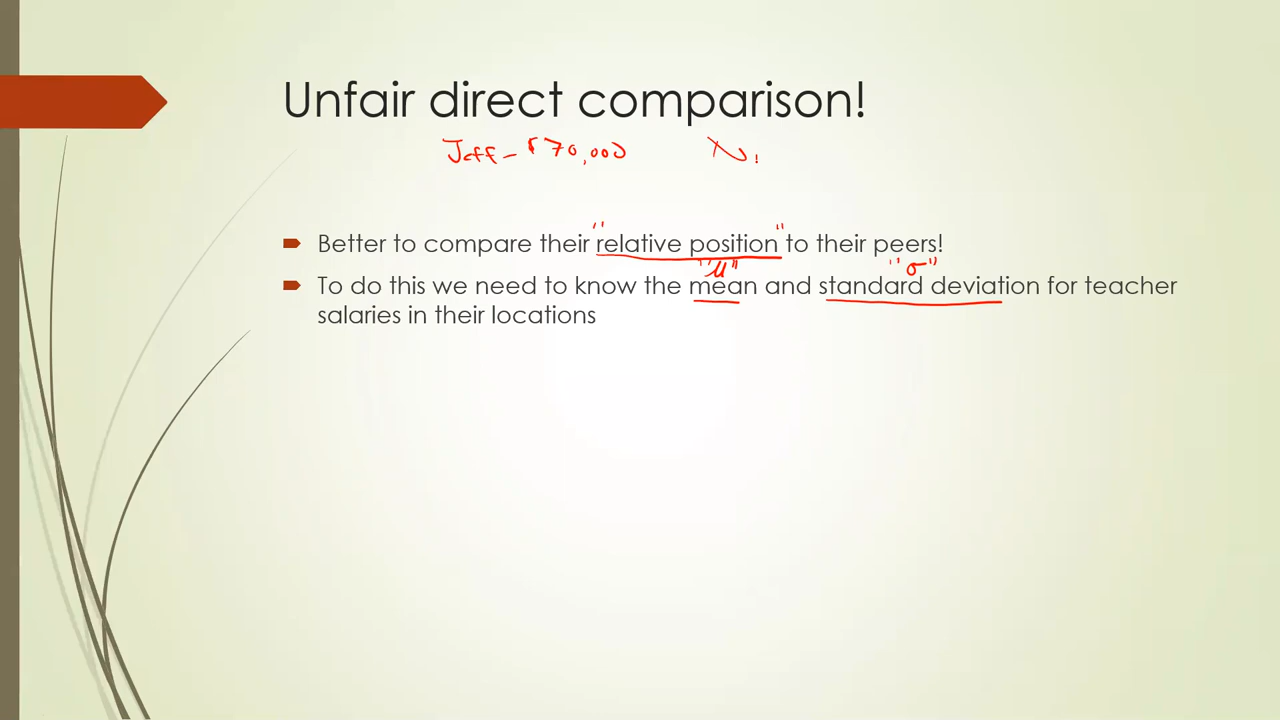 Unfair direct comparison!
Jeff - $70,000 Ni
" "
Better to compare their relative position to their peers!
"μ" "σ"
To do this we need to know the mean and standard deviation for teacher
salaries in their locations